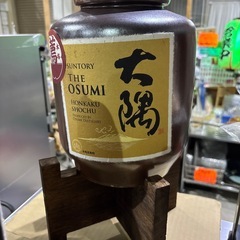 SUNTORY
THE
OSUMI
HONKAKU
SHOCHU
大隅